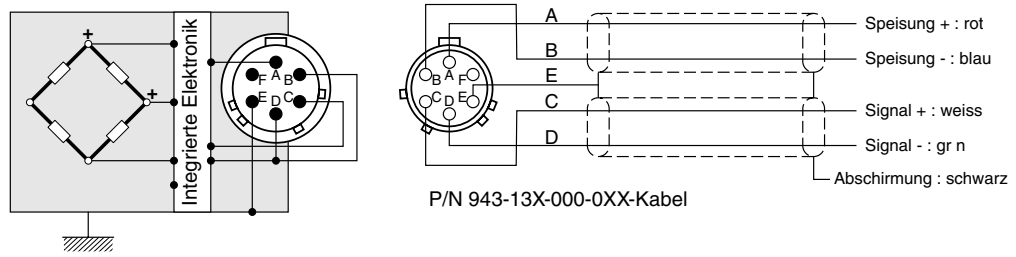 +
+
Integrierte Elektronik
F A B
E D C
A
B
E
C
D
B A F
C D E
Speisung + : rot
Speisung - : blau
Signal + : weiss
Signal - : gr n
Abschirmung : schwarz
P/N 943-13X-000-0XX-Kabel